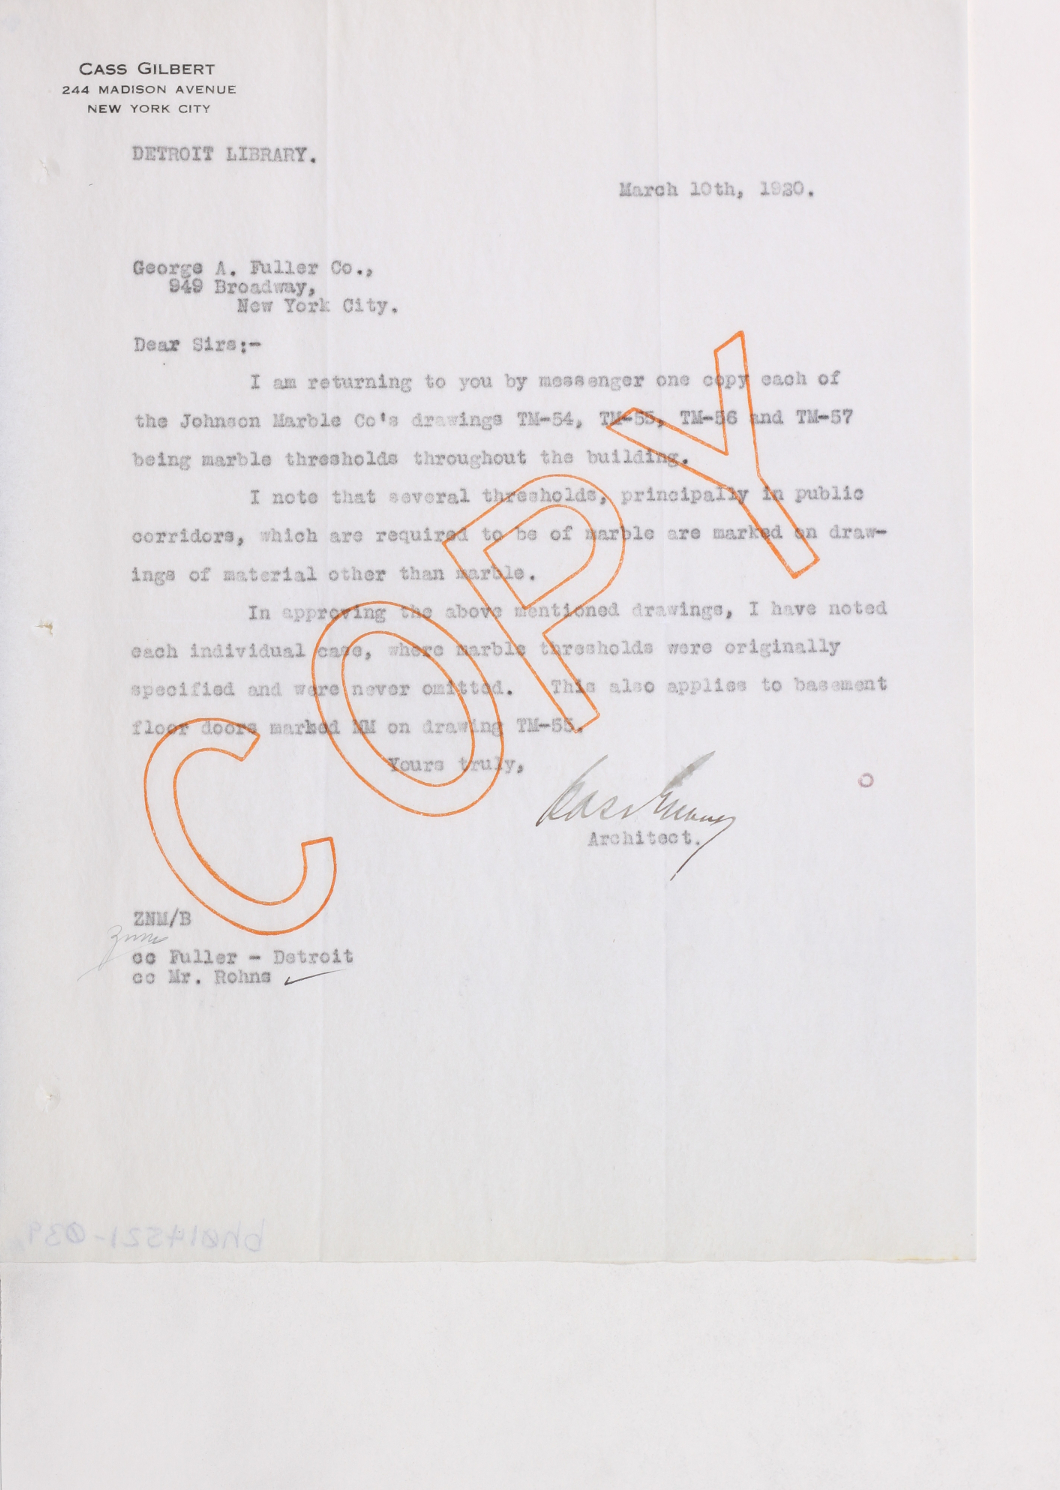 CASS GILBERT
244 MADISON AVENUE
NEW YORK CITY
DETROIT LIBRARY.
March 10th, 1920.
George A. Fuller Co.,
949 Broadway,
New York City.
Dear Sirs;-
I am returning to you by messenger one copy each of
the Johnson Marble Co's drawings TM-54, TM-55, TM-56 and TM-57
being marble thresholds throughout the building.
I note that several thresholds, principally in public
corridors, which are required to be of marble are marked on draw-
ings of material other than marble.
In approving the above mentioned drawings, I have noted
each individual case, where marble thresholds were originally
specified and were never omitted. This also applies to basement
floor doors marked MM on drawing TM-55.
Yours truly,
Cass Gilbert
Architect.
ZNM/B
znm
cc Fuller - Detroit
cc Mr. Rohns
COPY
bh014521-039